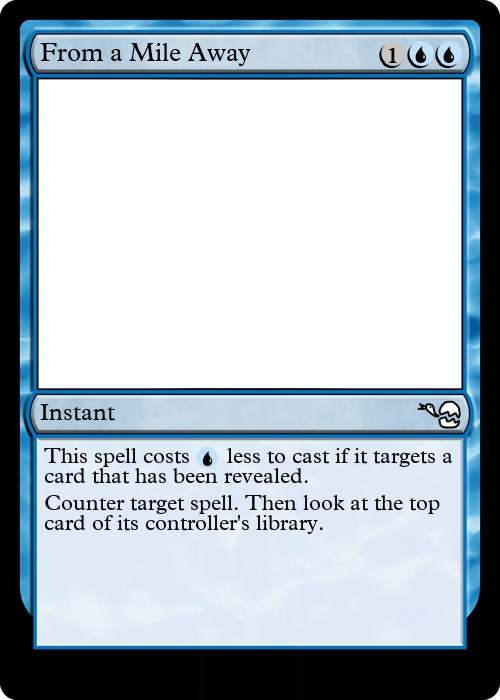 From a Mile Away 1
Instant
This spell costs less to cast if it targets a
card that has been revealed.
Counter target spell. Then look at the top
card of its controller's library.